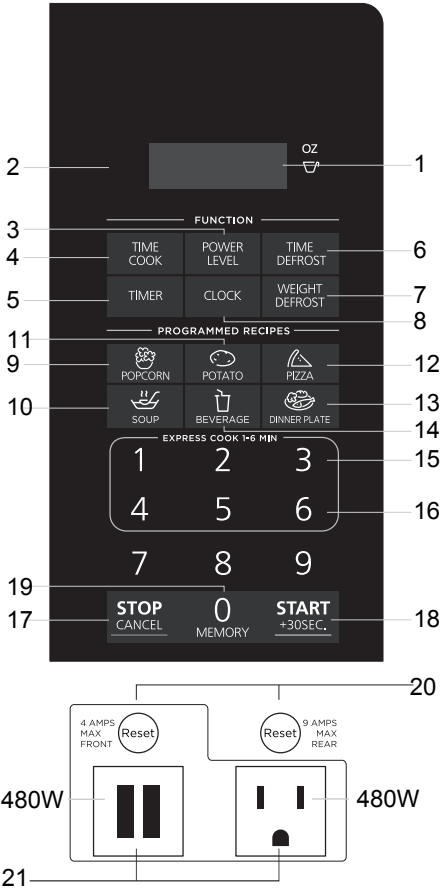 OZ
2
1
FUNCTION
3
TIME COOK
POWER LEVEL
TIME DEFROST
4
6
TIMER
CLOCK
WEIGHT DEFROST
5
7
8
PROGRAMMED RECIPES
11
POPCORN
POTATO
PIZZA
9
12
SOUP
BEVERAGE
DINNER PLATE
10
13
14
EXPRESS COOK 1-6 MIN
1 2 3
15
4 5 6
16
7 8 9
19
STOP
CANCEL
0
MEMORY
START
+30SEC.
17
18
20
4 AMPS
MAX
FRONT
Reset
Reset
9 AMPS
MAX
REAR
480W
480W
21